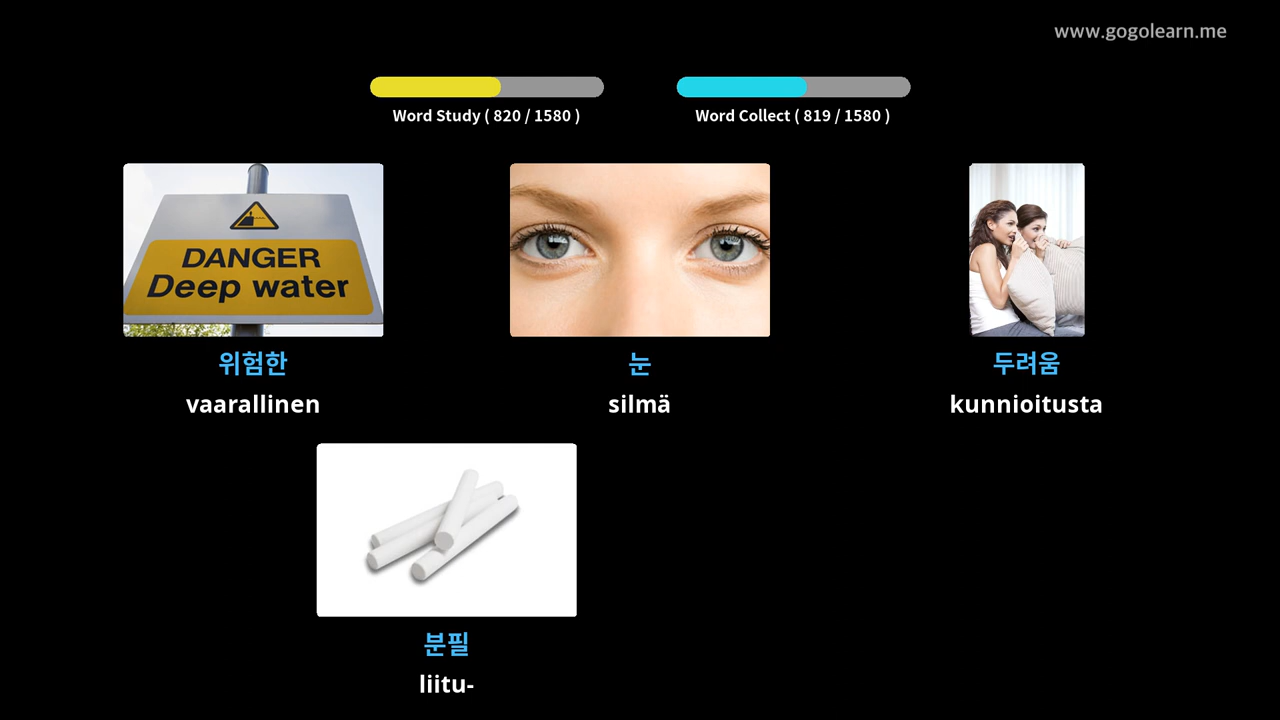 www.gogolearn.me
Word Study ( 820 / 1580 )
Word Collect ( 819 / 1580 )
DANGER
Deep water
위험한
vaarallinen
눈
silmä
두려움
kunnioitusta
분필
liitu-